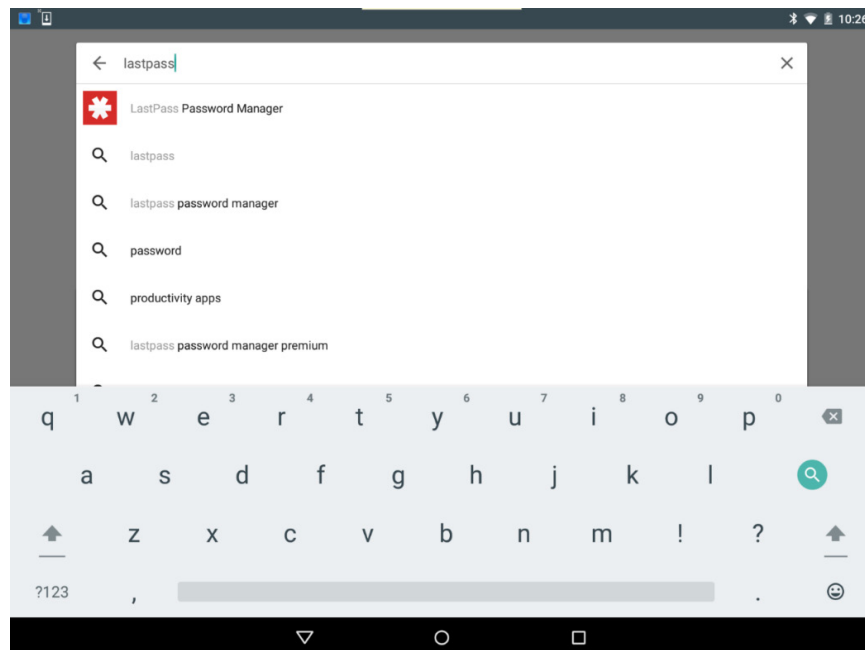 10:26
lastpass
LastPass Password Manager
lastpass
lastpass password manager
password
productivity apps
lastpass password manager premium
1 2 3 4 5 6 7 8 9 0
q w e r t y u i o p
a s d f g h j k l
z x c v b n m ! ?
?123 , .